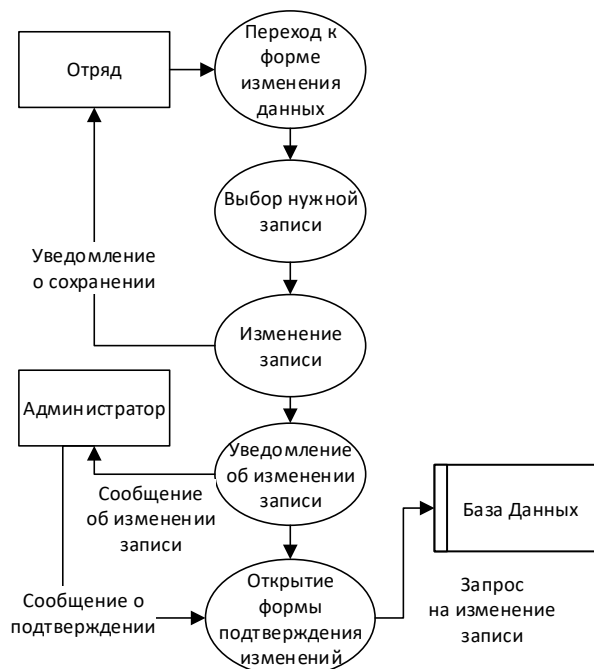 Отряд
Переход к
форме
изменения
данных
Выбор нужной
записи
Уведомление
о сохранении
Изменение
записи
Администратор
Уведомление
об изменении
записи
Сообщение
об изменении
записи
База Данных
Сообщение о
подтверждении
Открытие
формы
подтверждения
изменений
Запрос
на изменение
записи